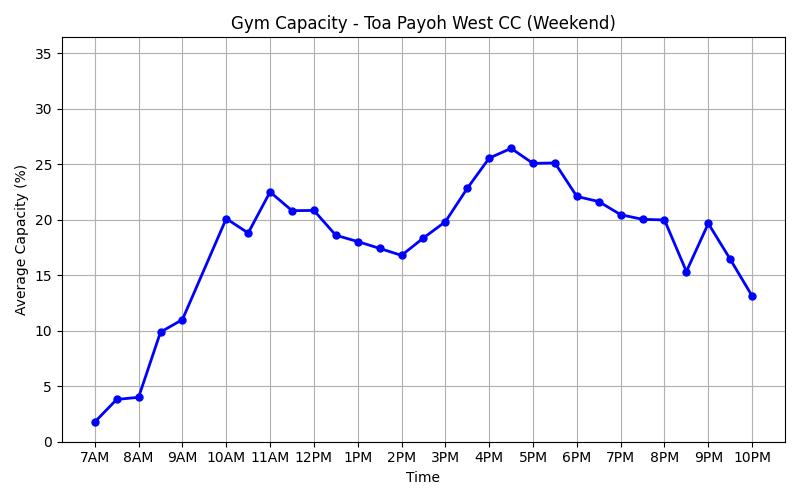 Gym Capacity - Toa Payoh West CC (Weekend)
35
30
25
20
15
10
5
0
Average Capacity (%)
7AM 8AM 9AM 10AM 11AM 12PM 1PM 2PM 3PM 4PM 5PM 6PM 7PM 8PM 9PM 10PM
Time